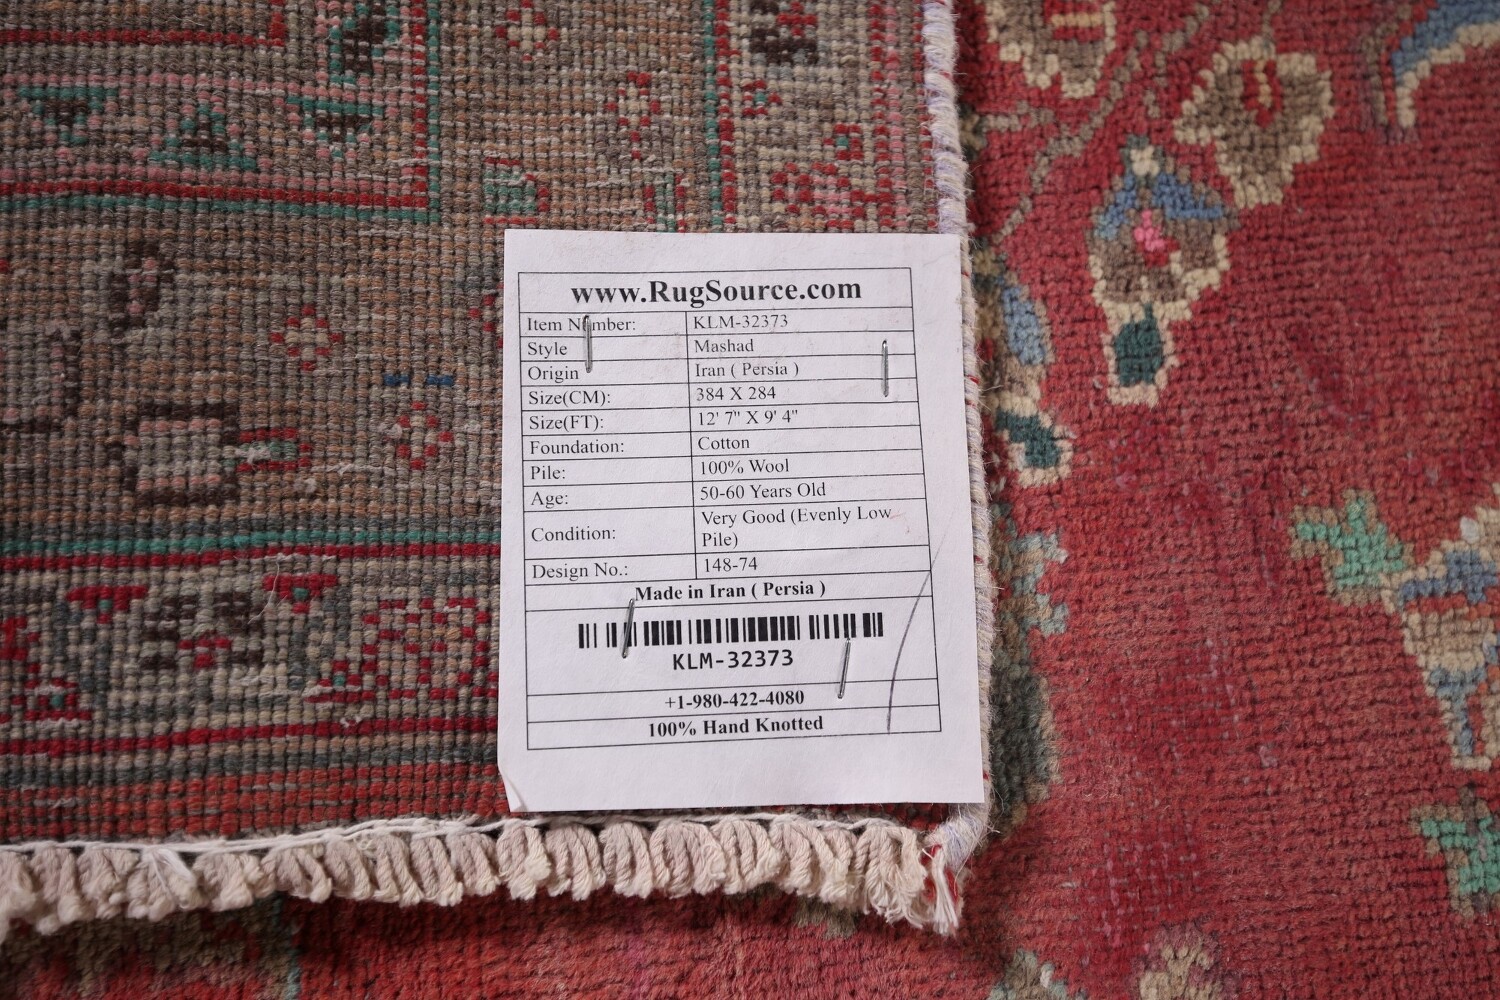 www.RugSource.com
Item Number: KLM-32373
Style Mashad
Origin Iran ( Persia )
Size(CM): 384 X 284
Size(FT): 12' 7" X 9' 4"
Foundation: Cotton
Pile: 100% Wool
Age: 50-60 Years Old
Condition: Very Good (Evenly Low
Pile)
Design No.: 148-74
Made in Iran ( Persia )
KLM-32373
+1-980-422-4080
100% Hand Knotted